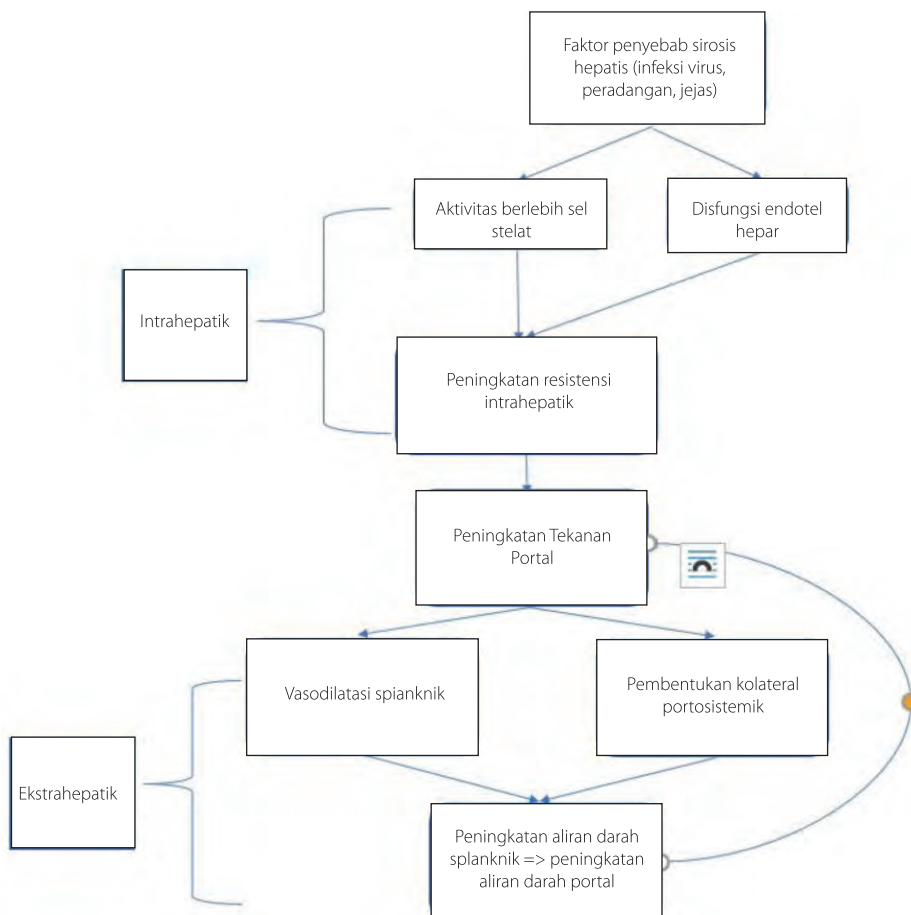 Faktor penyebab sirosis
hepatis (infeksi virus,
peradangan, jejas)
Aktivitas berlebih sel
stelat
Disfungsi endotel
hepar
Intrahepatik
Peningkatan resistensi
intrahepatik
Peningkatan Tekanan
Portal
Vasodilatasi spianknik
Pembentukan kolateral
portosistemik
Ekstrahepatik
Peningkatan aliran darah
splanknik => peningkatan
aliran darah portal